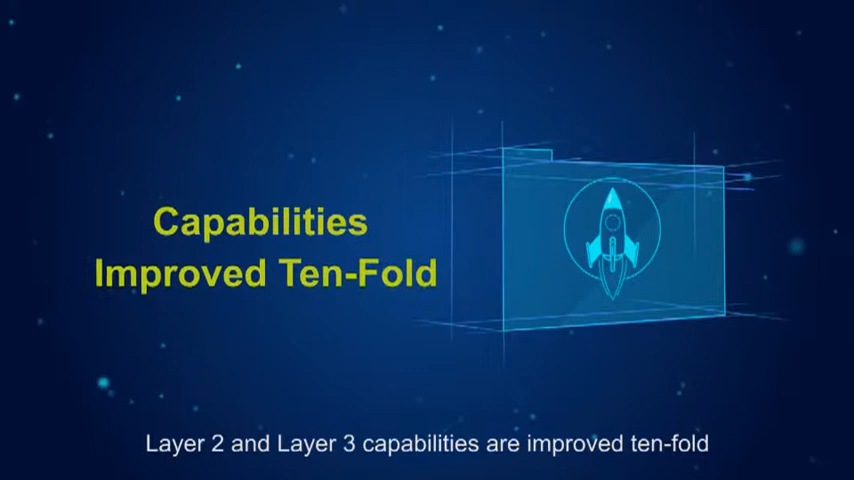 Capabilities
Improved Ten-Fold
Layer 2 and Layer 3 capabilities are improved ten-fold